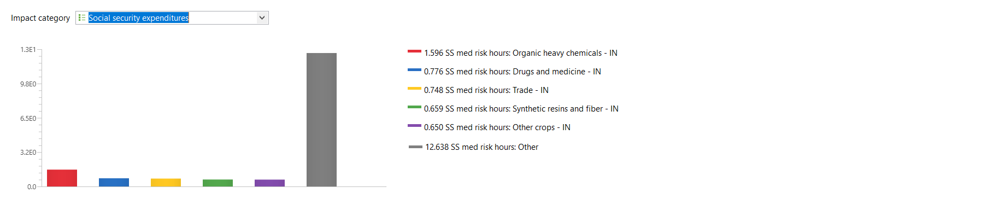 Impact category
Social security expenditures
1.3E1
9.8E0
6.5E0
3.2E0
0.0
1.596 SS med risk hours: Organic heavy chemicals - IN
0.776 SS med risk hours: Drugs and medicine - IN
0.748 SS med risk hours: Trade - IN
0.659 SS med risk hours: Synthetic resins and fiber - IN
0.650 SS med risk hours: Other crops - IN
12.638 SS med risk hours: Other